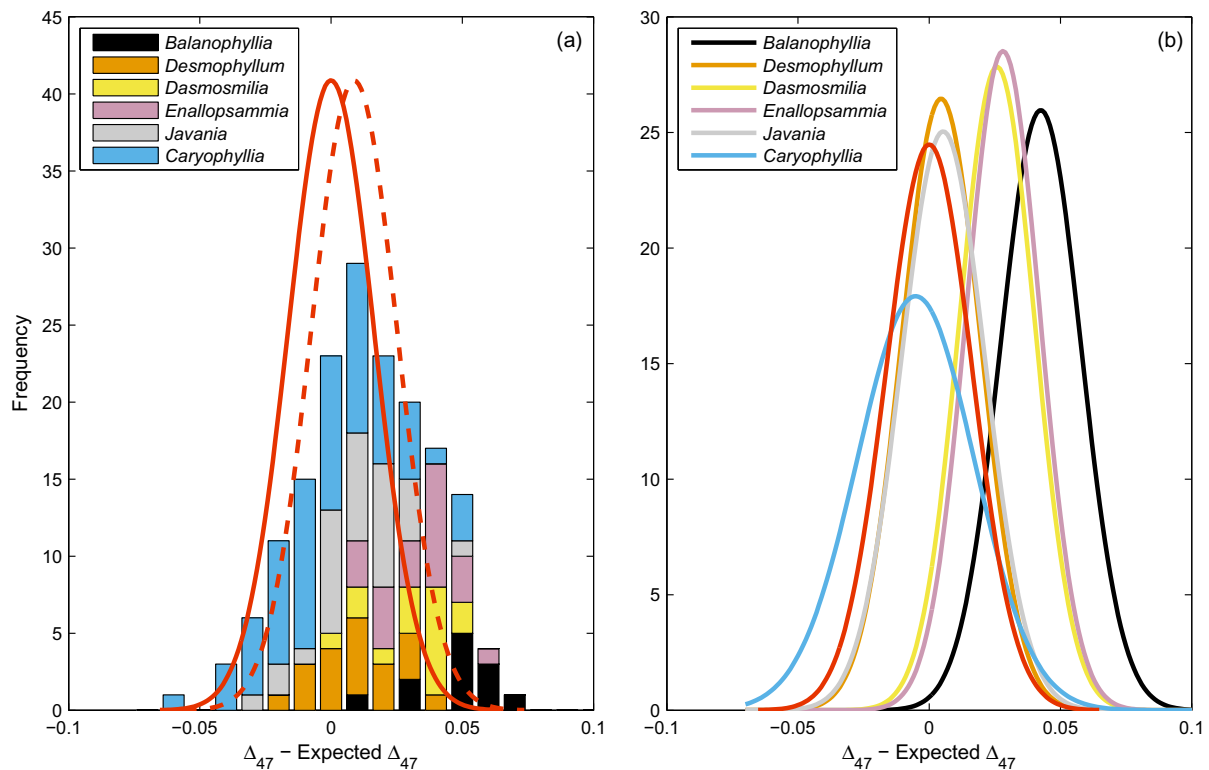 (a)
Balanophyllia
Desmophyllum
Dasmosmilia
Enallopsammia
Javania
Caryophyllia
45
40
35
30
25
20
15
10
5
0
Frequency
−0.1
−0.05
0
0.05
0.1
Δ47 − Expected Δ47
(b)
Balanophyllia
Desmophyllum
Dasmosmilia
Enallopsammia
Javania
Caryophyllia
30
25
20
15
10
5
0
−0.1
−0.05
0
0.05
0.1
Δ47 − Expected Δ47